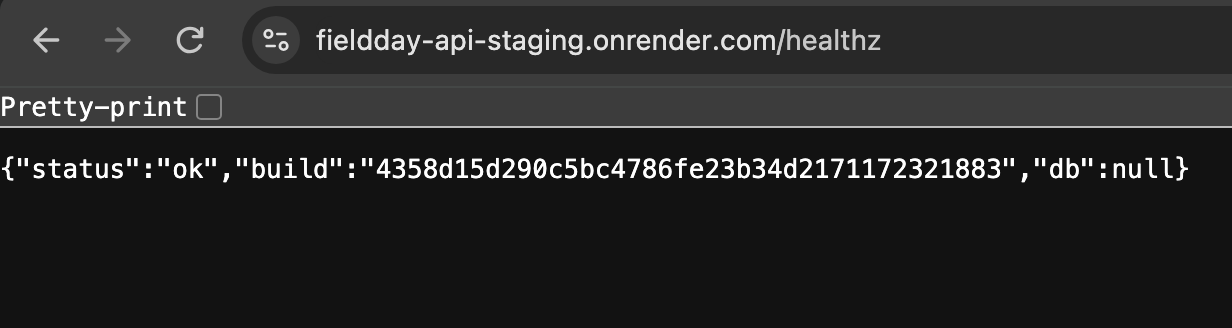 fieldday-api-staging.onrender.com/healthz
Pretty-print
{"status":"ok","build":"4358d15d290c5bc4786fe23b34d2171172321883","db":null}